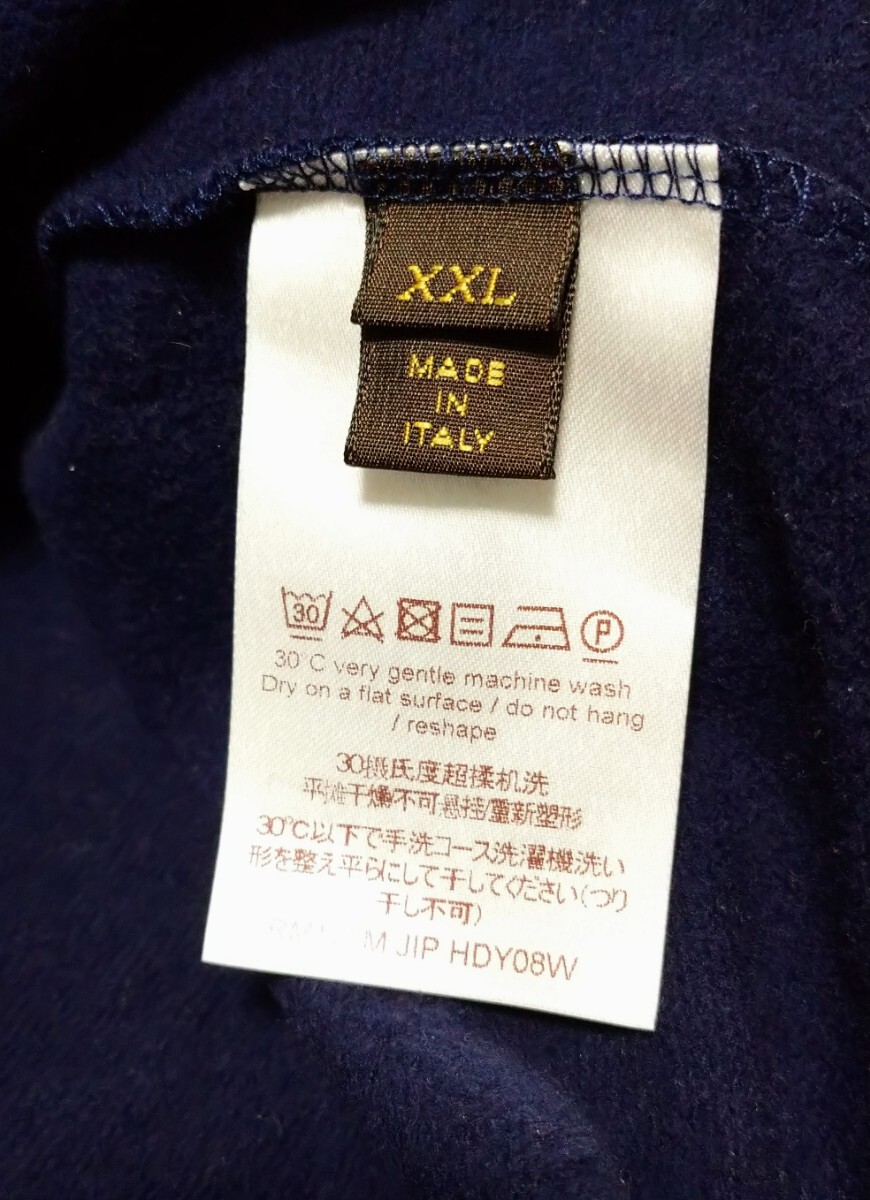 XXL
MADE
IN
ITALY
30
P
30°C very gentle machine wash
Dry on a flat surface / do not hang
/ reshape
30摄氏度超揉机洗
平摊干燥不可悬挂/重新塑形
30°C以下で手洗コース洗濯機洗い
形を整え平らにして干してください(つり
干し不可)
JIP HDY08W